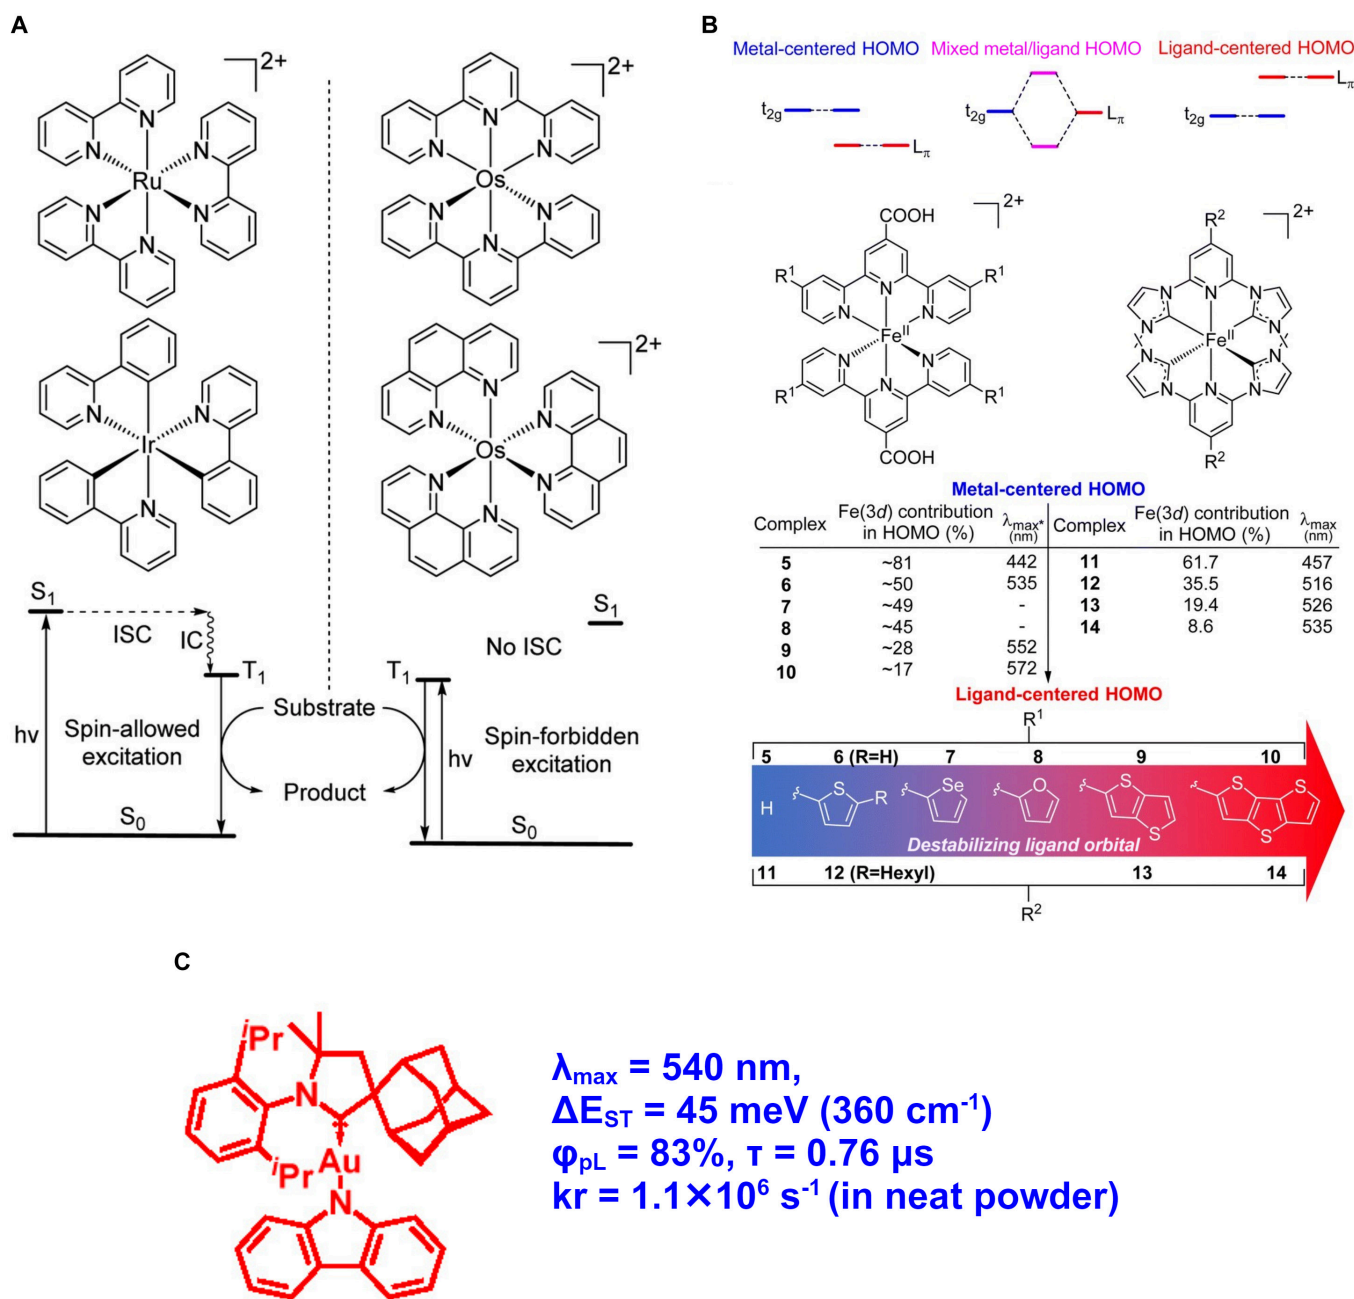 A
2+
N
N
N
Ru
N
N
N
2+
N
N
N
Os
N
N
N
N
N
Ir
N
2+
N
N
N
Os
N
N
N
S1
ISC
IC
T1
hν
Spin-allowed
excitation
S0
Substrate
Product
S1
No ISC
T1
hν
Spin-forbidden
excitation
S0
B
Metal-centered HOMO
Mixed metal/ligand HOMO
Ligand-centered HOMO
t2g
Lπ
t2g
Lπ
t2g
Lπ
2+
COOH
R1
R1
N
N
N
FeII
N
N
N
R1
R1
COOH
2+
R2
N
N
N
N
N
FeII
N
N
N
N
N
R2
Metal-centered HOMO
Complex Fe(3d) contribution in HOMO (%) λmax* (nm) Complex Fe(3d) contribution in HOMO (%) λmax (nm)
5 ~81 442 11 61.7 457
6 ~50 535 12 35.5 516
7 ~49 - 13 19.4 526
8 ~45 - 14 8.6 535
9 ~28 552
10 ~17 572
Ligand-centered HOMO
R1
5 6 (R=H) 7 8 9 10
H
S
R
Se
O
S
S
S
S
S
Destabilizing ligand orbital
11 12 (R=Hexyl) 13 14
R2
C
iPr
N
iPr
Au
N
λmax = 540 nm,
ΔEST = 45 meV (360 cm-1)
φpL = 83%, τ = 0.76 μs
kr = 1.1×106 s-1 (in neat powder)